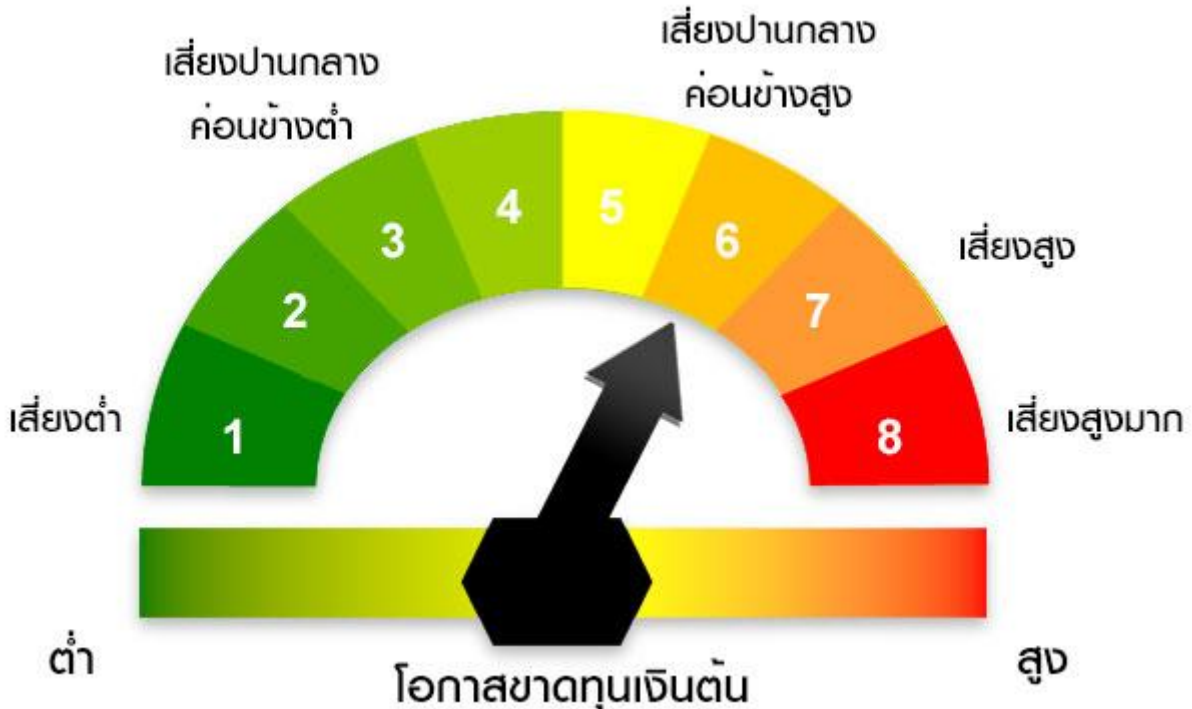 เสี่ยงปานกลาง
ค่อนข้างต่ำ
เสี่ยงปานกลาง
ค่อนข้างสูง
เสี่ยงสูง
เสี่ยงต่ำ
เสี่ยงสูงมาก
1
2
3
4
5
6
7
8
ต่ำ
สูง
โอกาสขาดทุนเงินต้น